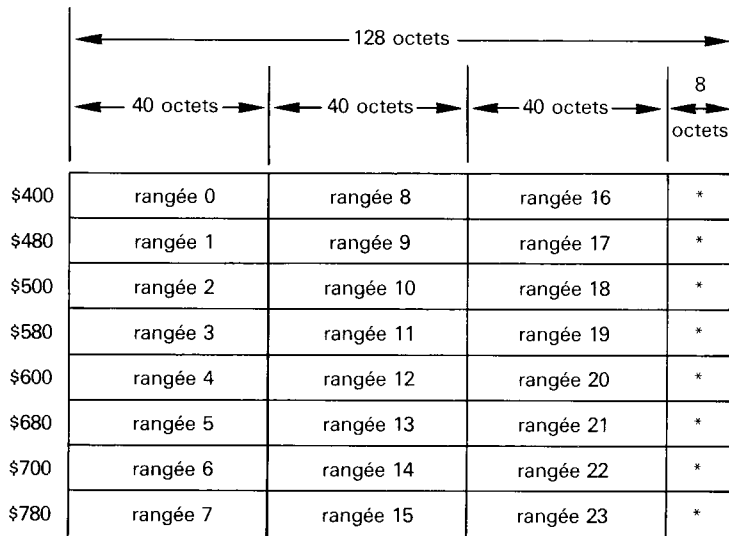 128 octets
40 octets 40 octets 40 octets 8 octets
$400 rangée 0 rangée 8 rangée 16 *
$480 rangée 1 rangée 9 rangée 17 *
$500 rangée 2 rangée 10 rangée 18 *
$580 rangée 3 rangée 11 rangée 19 *
$600 rangée 4 rangée 12 rangée 20 *
$680 rangée 5 rangée 13 rangée 21 *
$700 rangée 6 rangée 14 rangée 22 *
$780 rangée 7 rangée 15 rangée 23 *